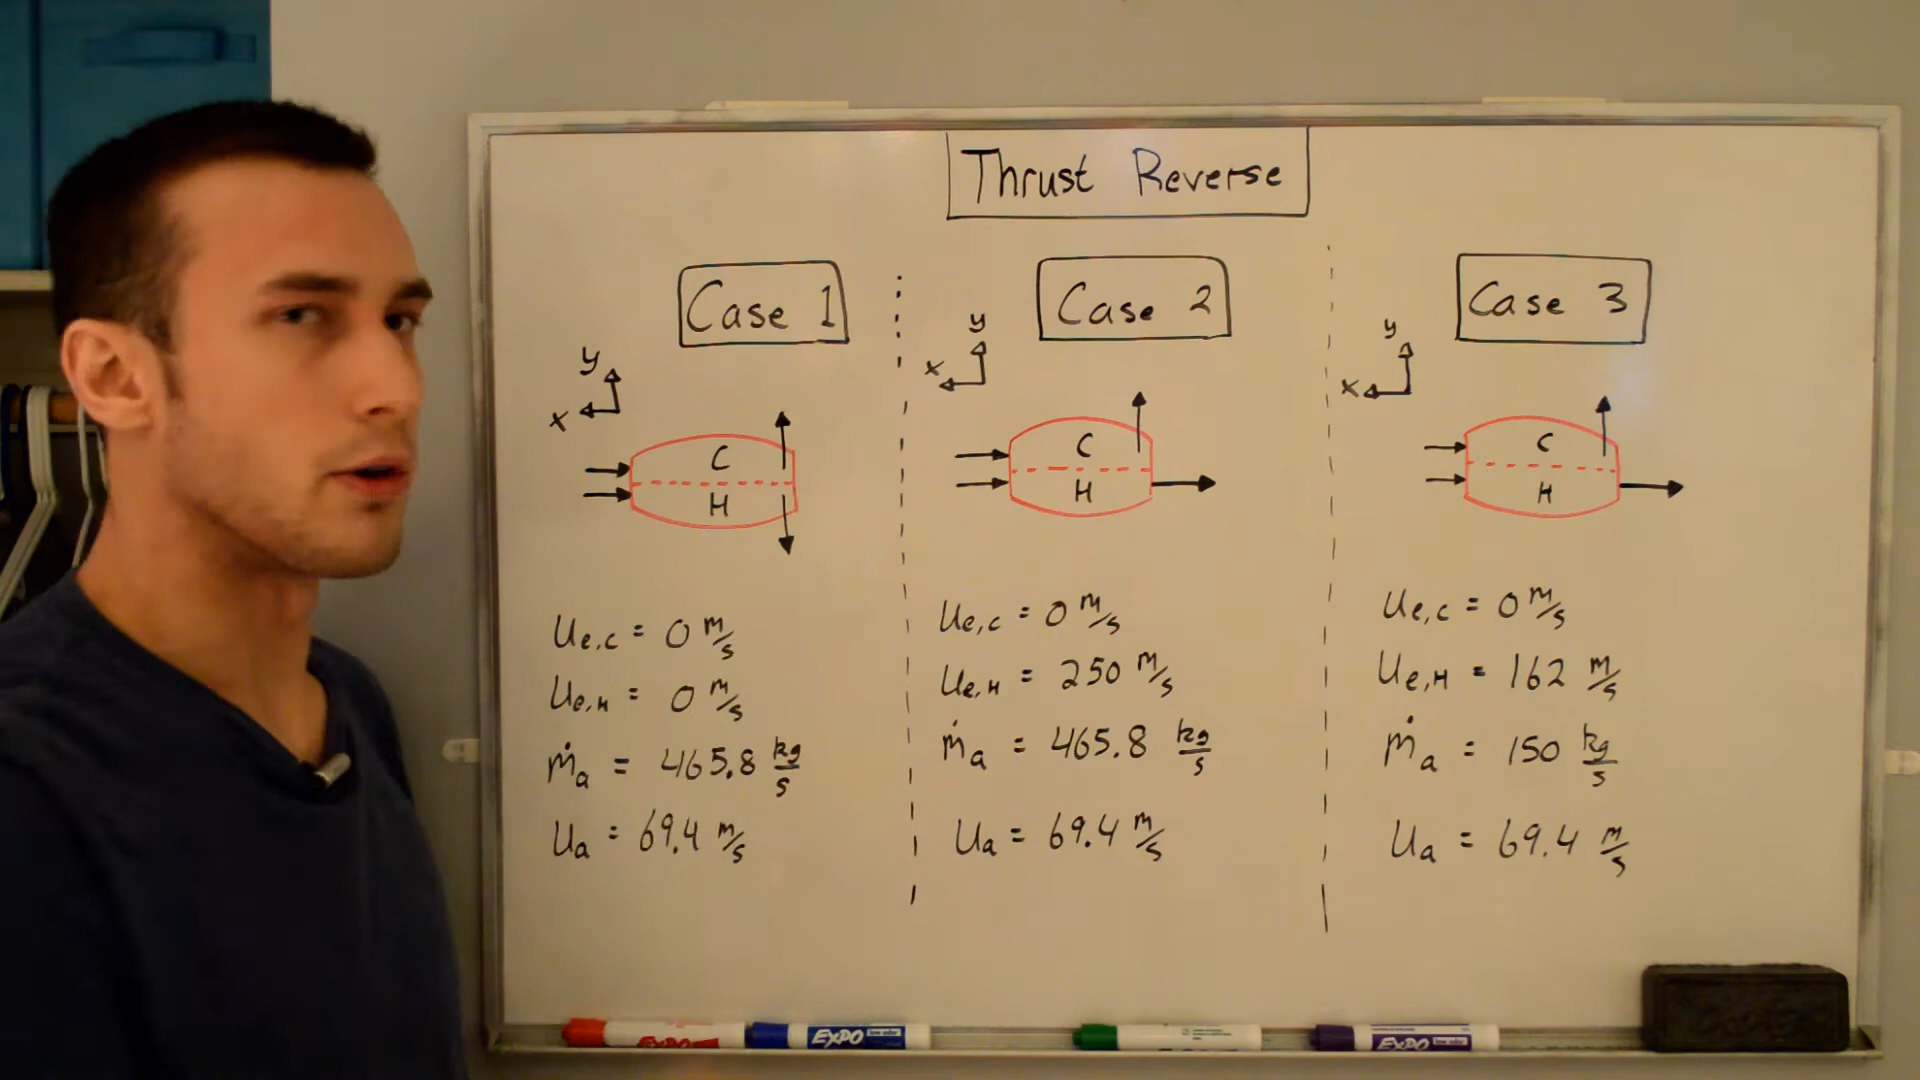 Thrust Reverse
Case 1
y
x
C
H
Ue,c = 0 m/s
Ue,H = 0 m/s
ṁa = 465.8 kg/s
Ua = 69.4 m/s
Case 2
y
x
C
H
Ue,c = 0 m/s
Ue,H = 250 m/s
ṁa = 465.8 kg/s
Ua = 69.4 m/s
Case 3
y
x
C
H
Ue,c = 0 m/s
Ue,H = 162 m/s
ṁa = 150 kg/s
Ua = 69.4 m/s
EXPO
EXPO
EXPO